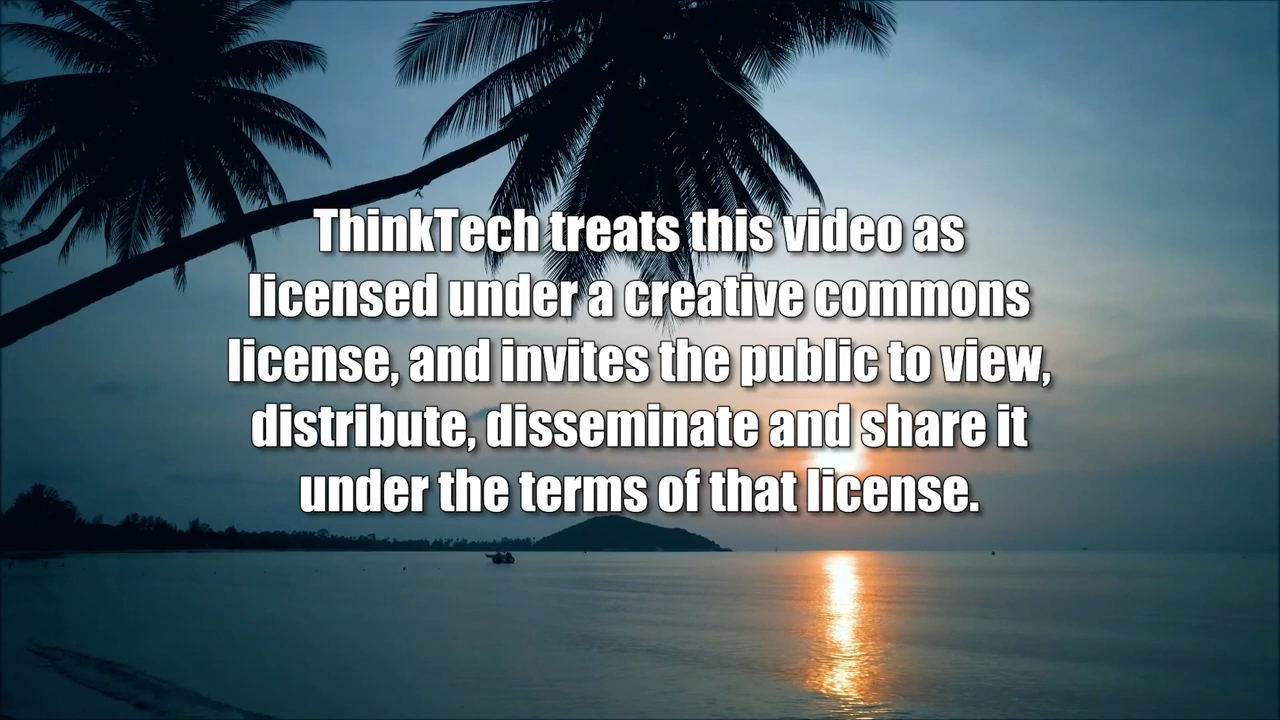 ThinkTech treats this video as
licensed under a creative commons
license, and invites the public to view,
distribute, disseminate and share it
under the terms of that license.